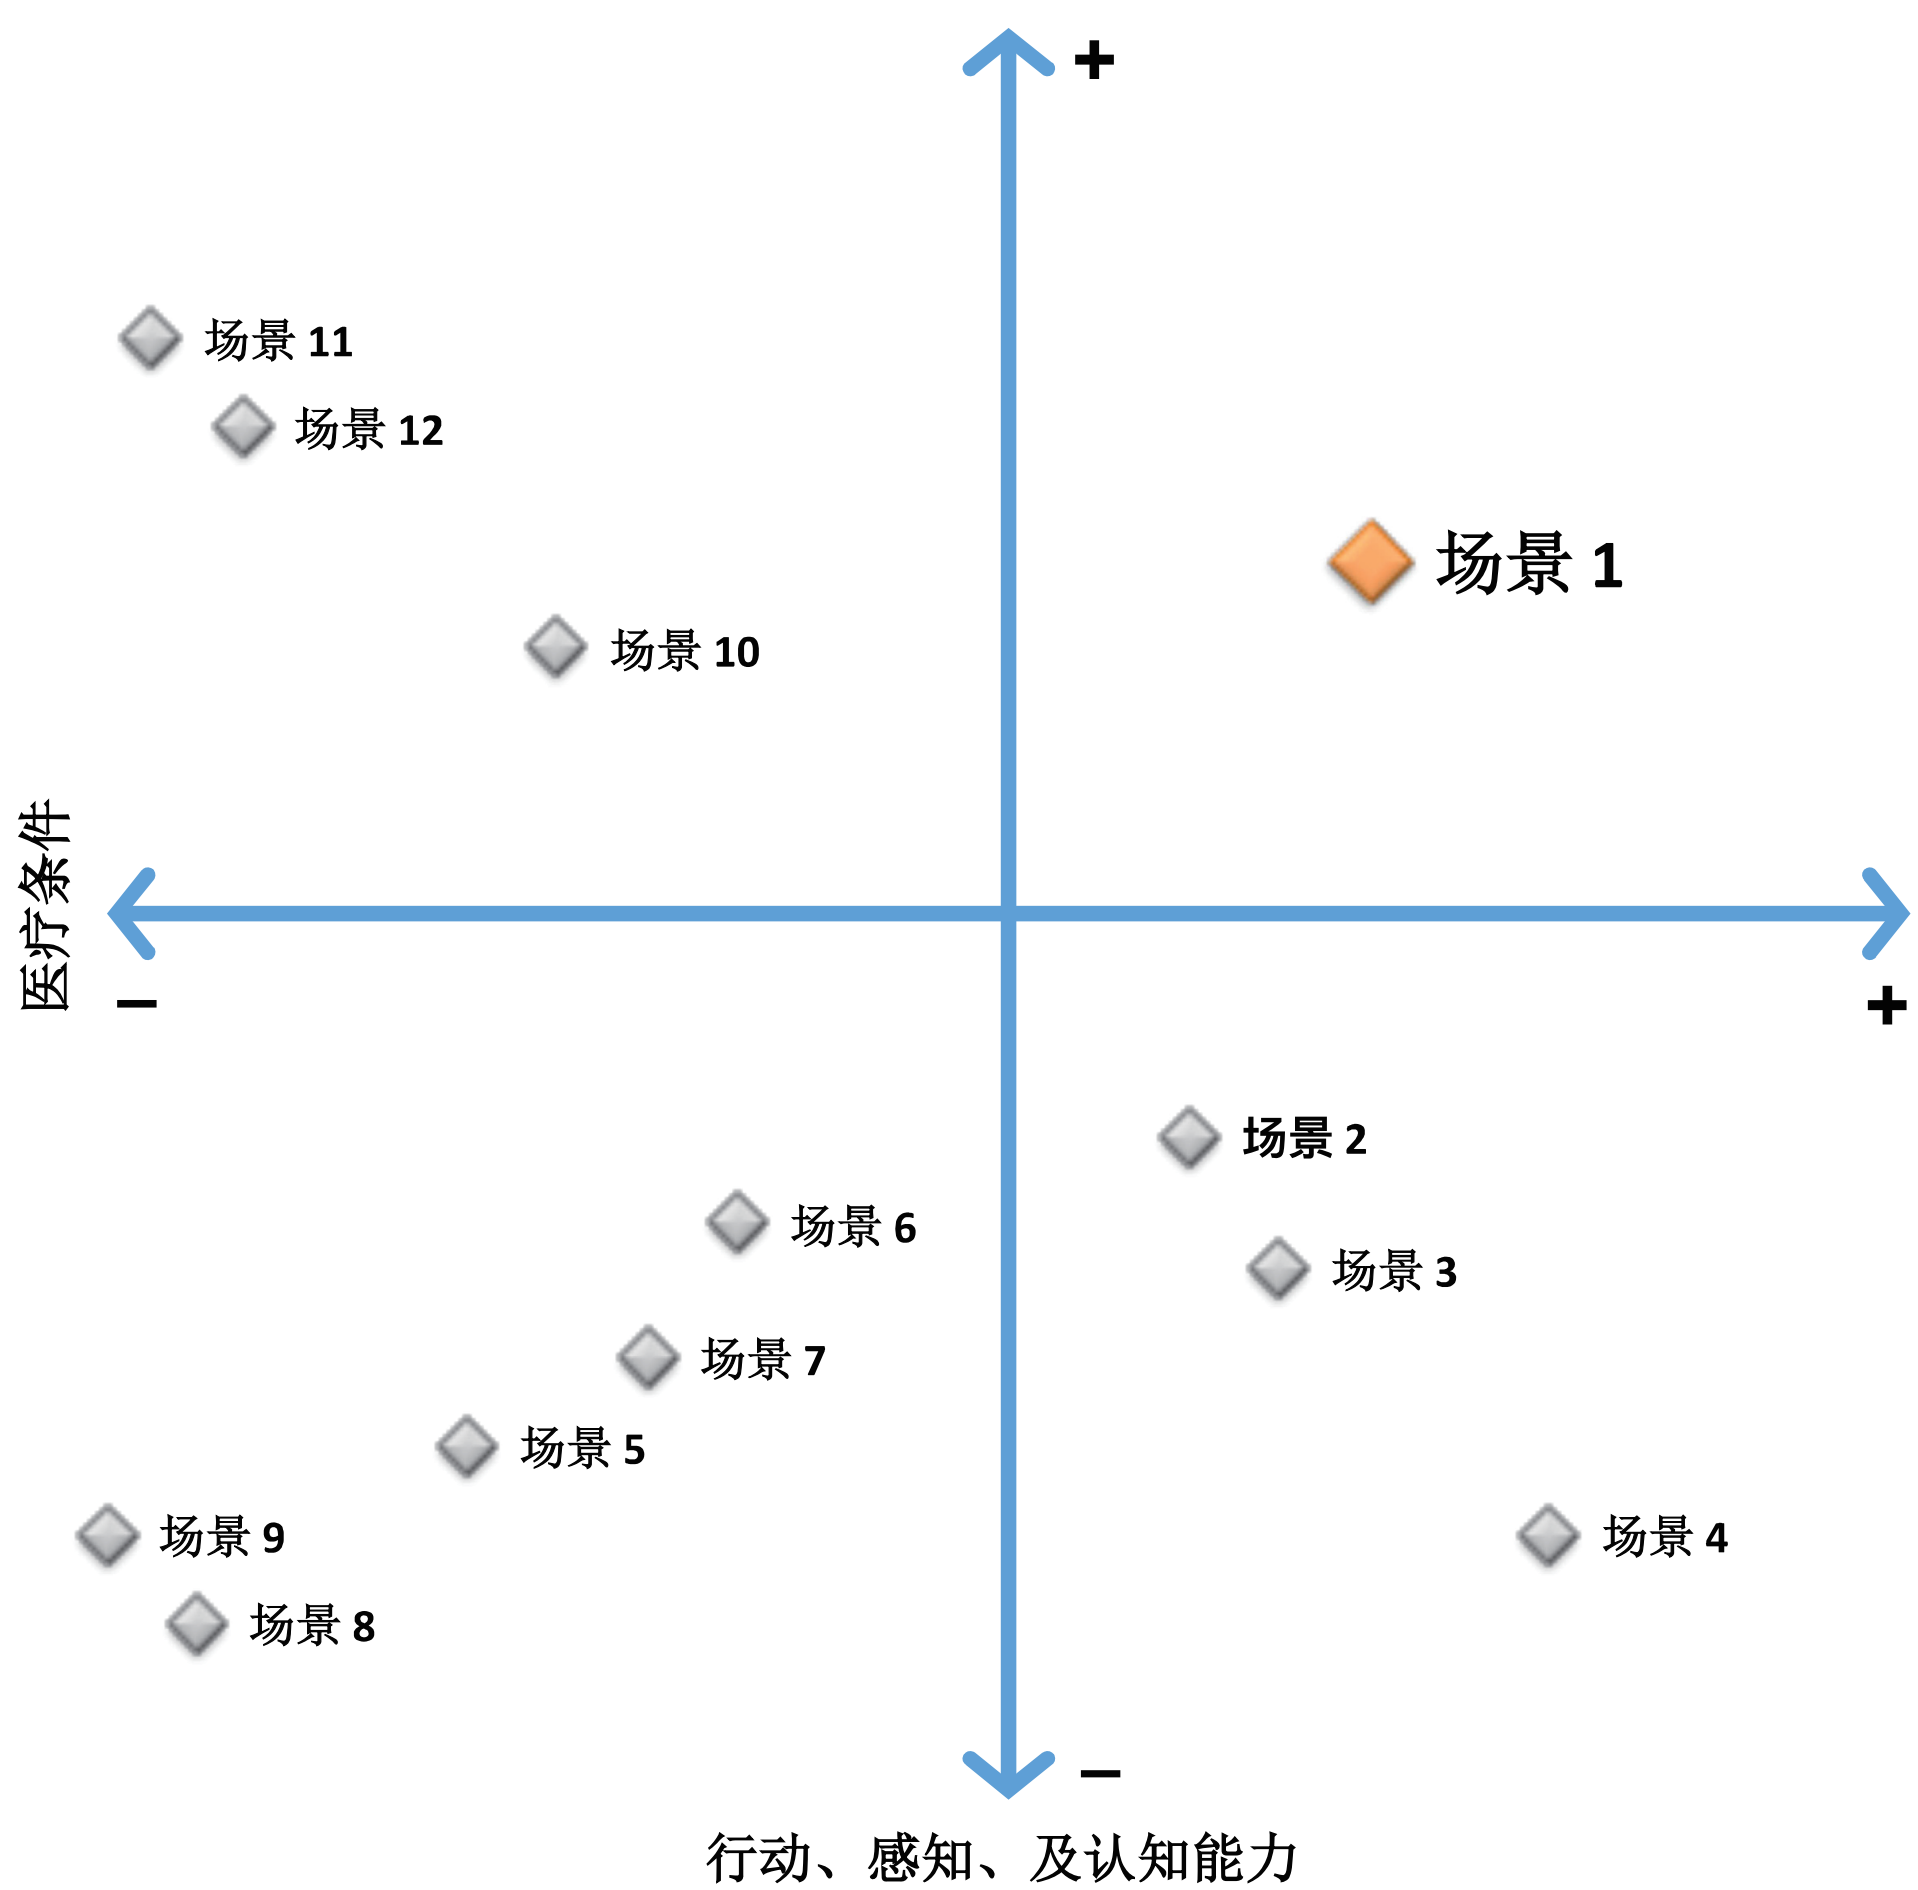 +
场景 11
场景 12
场景 1
场景 10
医疗条件
–
+
场景 2
场景 6
场景 3
场景 7
场景 5
场景 9
场景 4
场景 8
–
行动、感知、及认知能力